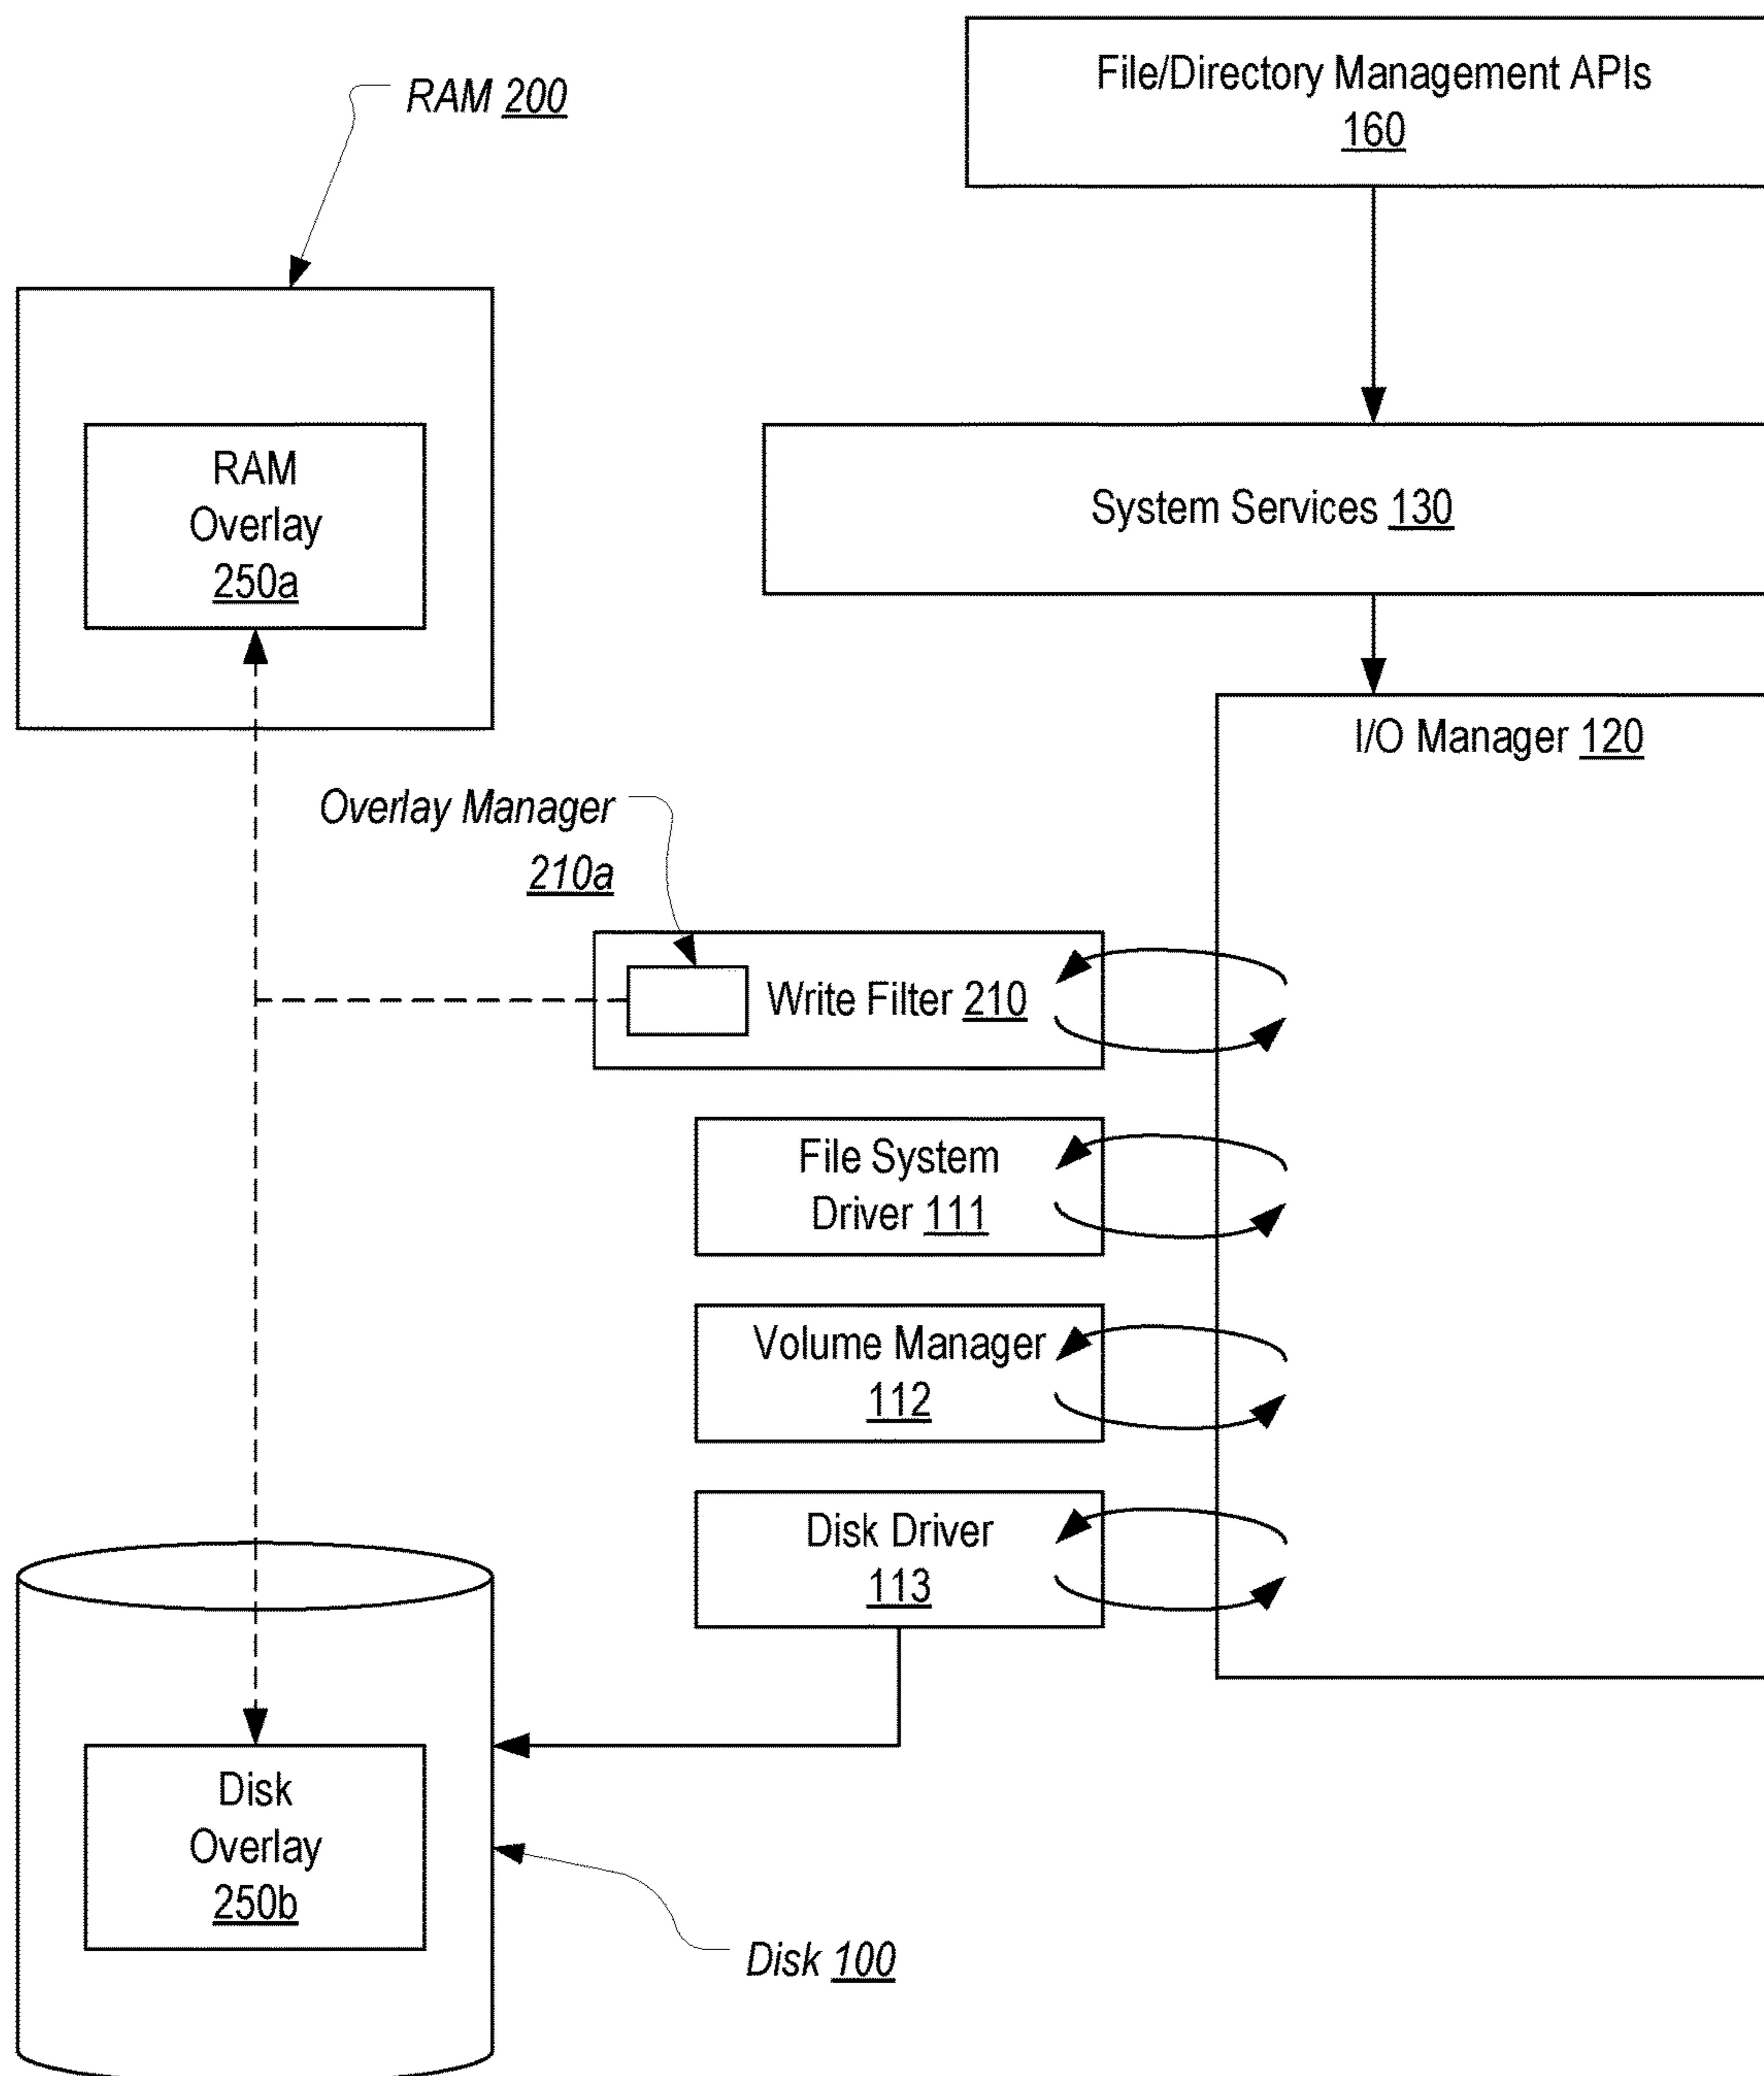 File/Directory Management APIs
160
RAM 200
RAM
Overlay
250a
System Services 130
I/O Manager 120
Overlay Manager
210a
Write Filter 210
File System
Driver 111
Volume Manager
112
Disk Driver
113
Disk
Overlay
250b
Disk 100